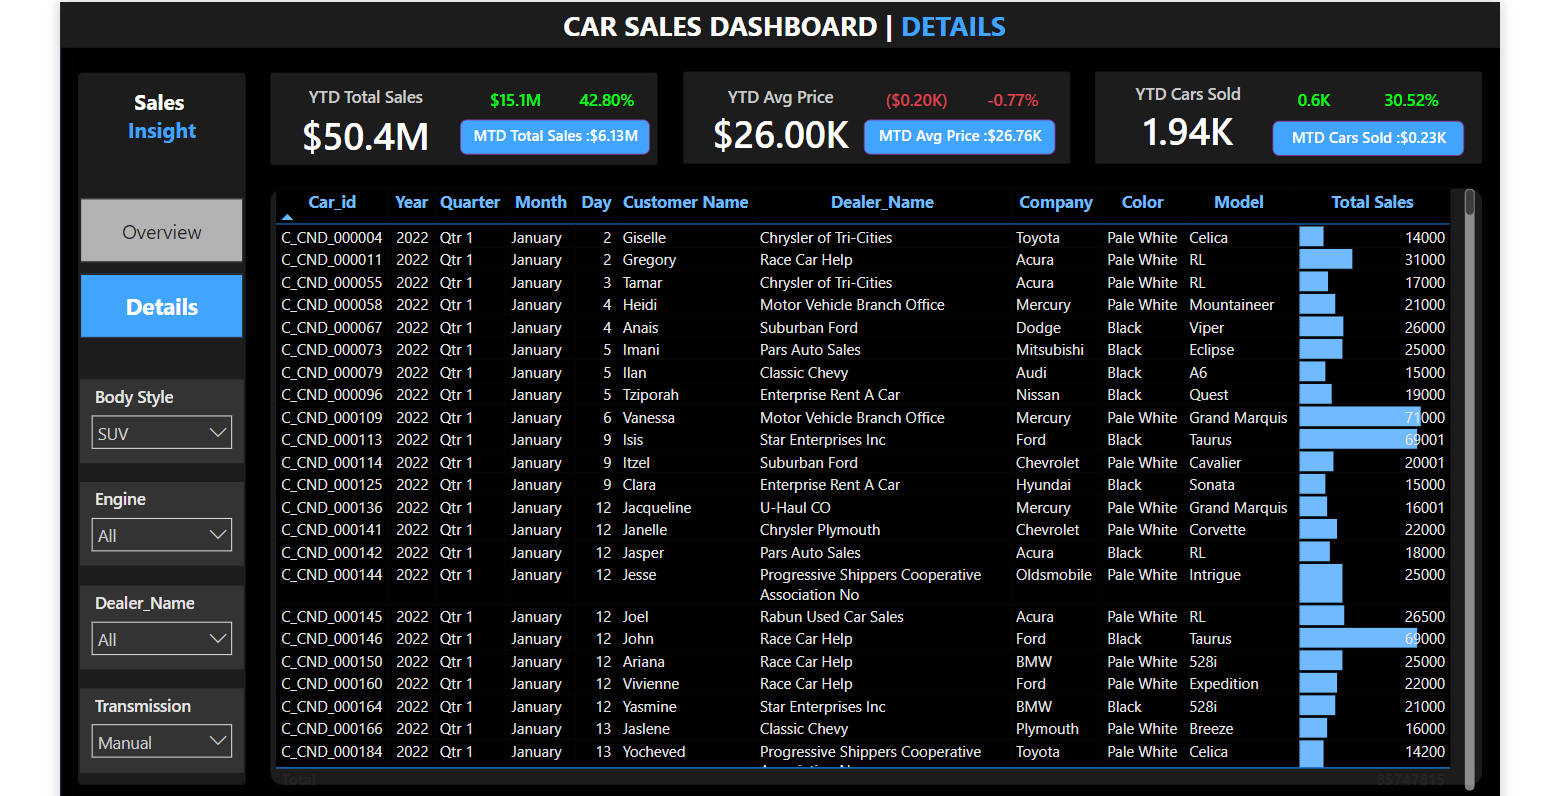 CAR SALES DASHBOARD | DETAILS
Sales
Insight
Overview
Details
Body Style
SUV
Engine
All
Dealer_Name
All
Transmission
Manual
YTD Total Sales
$15.1M 42.80%
$50.4M
MTD Total Sales :$6.13M
YTD Avg Price
($0.20K) -0.77%
$26.00K
MTD Avg Price :$26.76K
YTD Cars Sold
0.6K 30.52%
1.94K
MTD Cars Sold :$0.23K
Car_id Year Quarter Month Day Customer Name Dealer_Name Company Color Model Total Sales
C_CND_000004 2022 Qtr 1 January 2 Giselle Chrysler of Tri-Cities Toyota Pale White Celica 14000
C_CND_000011 2022 Qtr 1 January 2 Gregory Race Car Help Acura Pale White RL 31000
C_CND_000055 2022 Qtr 1 January 3 Tamar Chrysler of Tri-Cities Acura Pale White RL 17000
C_CND_000058 2022 Qtr 1 January 4 Heidi Motor Vehicle Branch Office Mercury Pale White Mountaineer 21000
C_CND_000067 2022 Qtr 1 January 4 Anais Suburban Ford Dodge Black Viper 26000
C_CND_000073 2022 Qtr 1 January 5 Imani Pars Auto Sales Mitsubishi Black Eclipse 25000
C_CND_000079 2022 Qtr 1 January 5 Ilan Classic Chevy Audi Black A6 15000
C_CND_000096 2022 Qtr 1 January 5 Tziporah Enterprise Rent A Car Nissan Black Quest 19000
C_CND_000109 2022 Qtr 1 January 6 Vanessa Motor Vehicle Branch Office Mercury Pale White Grand Marquis 71000
C_CND_000113 2022 Qtr 1 January 9 Isis Star Enterprises Inc Ford Black Taurus 69001
C_CND_000114 2022 Qtr 1 January 9 Itzel Suburban Ford Chevrolet Pale White Cavalier 20001
C_CND_000125 2022 Qtr 1 January 9 Clara Enterprise Rent A Car Hyundai Black Sonata 15000
C_CND_000136 2022 Qtr 1 January 12 Jacqueline U-Haul CO Mercury Pale White Grand Marquis 16001
C_CND_000141 2022 Qtr 1 January 12 Janelle Chrysler Plymouth Chevrolet Pale White Corvette 22000
C_CND_000142 2022 Qtr 1 January 12 Jasper Pars Auto Sales Acura Black RL 18000
C_CND_000144 2022 Qtr 1 January 12 Jesse Progressive Shippers Cooperative Oldsmobile Pale White Intrigue 25000
Association No
C_CND_000145 2022 Qtr 1 January 12 Joel Rabun Used Car Sales Acura Pale White RL 26500
C_CND_000146 2022 Qtr 1 January 12 John Race Car Help Ford Black Taurus 69000
C_CND_000150 2022 Qtr 1 January 12 Ariana Race Car Help BMW Pale White 528i 25000
C_CND_000160 2022 Qtr 1 January 12 Vivienne Race Car Help Ford Pale White Expedition 22000
C_CND_000164 2022 Qtr 1 January 12 Yasmine Star Enterprises Inc BMW Black 528i 21000
C_CND_000166 2022 Qtr 1 January 13 Jaslene Classic Chevy Plymouth Pale White Breeze 16000
C_CND_000184 2022 Qtr 1 January 13 Yocheved Progressive Shippers Cooperative Toyota Pale White Celica 14200
Total 85747815